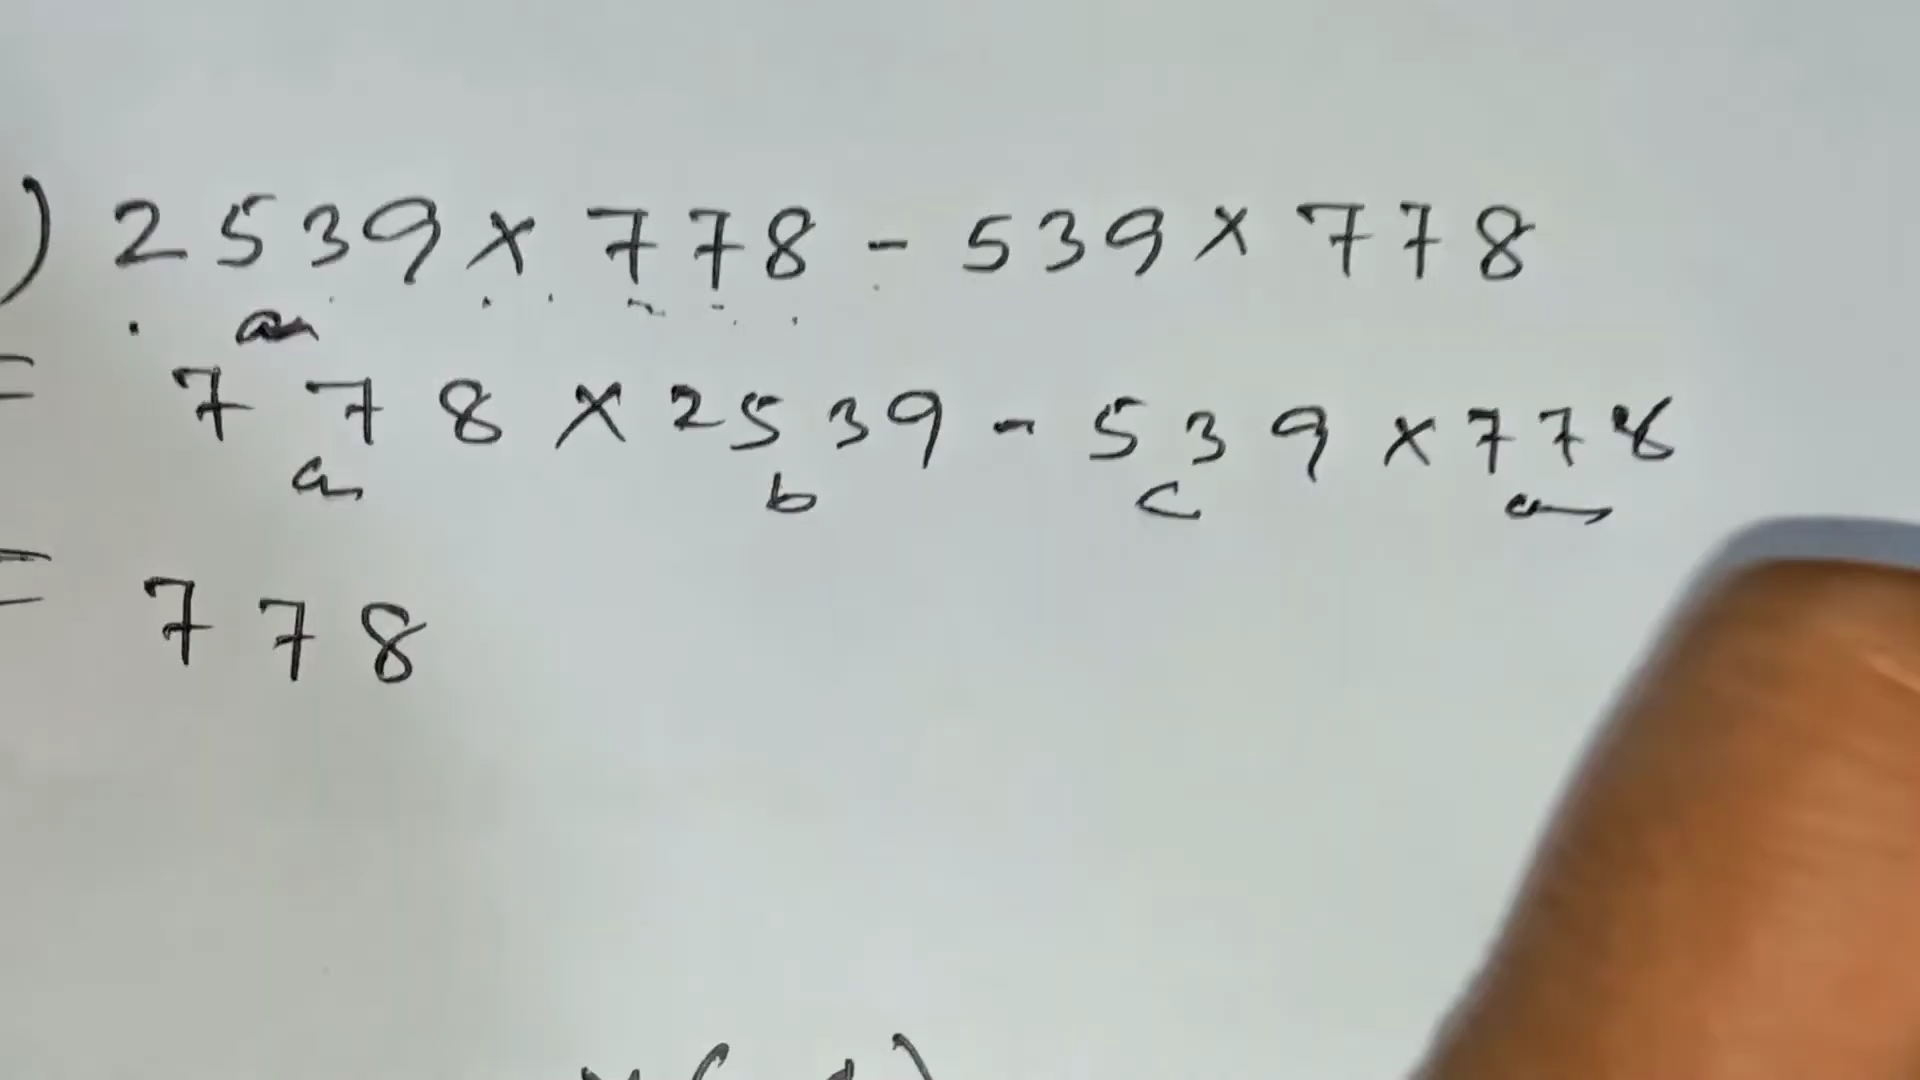 ) 2539 × 778 - 539 × 778
a
= 778 × 2539 - 539 × 778
a b c a
= 778